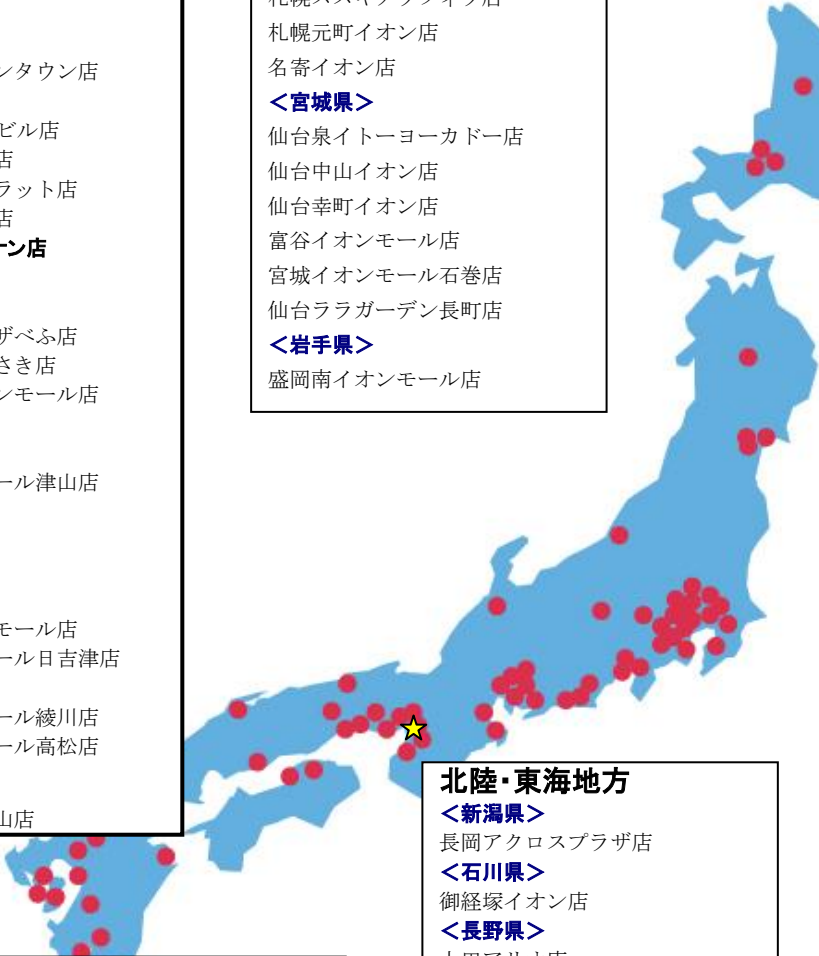 ンタウン店
ビル店
店
ラット店
店
ナン店
ザべふ店
さき店
ンモール店
ール津山店
モール店
ール日吉津店
ール綾川店
ール高松店
山店
札幌元町イオン店
名寄イオン店
＜宮城県＞
仙台泉イトーヨーカドー店
仙台中山イオン店
仙台幸町イオン店
富谷イオンモール店
宮城イオンモール石巻店
仙台ララガーデン長町店
＜岩手県＞
盛岡南イオンモール店
北陸・東海地方
＜新潟県＞
長岡アクロスプラザ店
＜石川県＞
御経塚イオン店
＜長野県＞